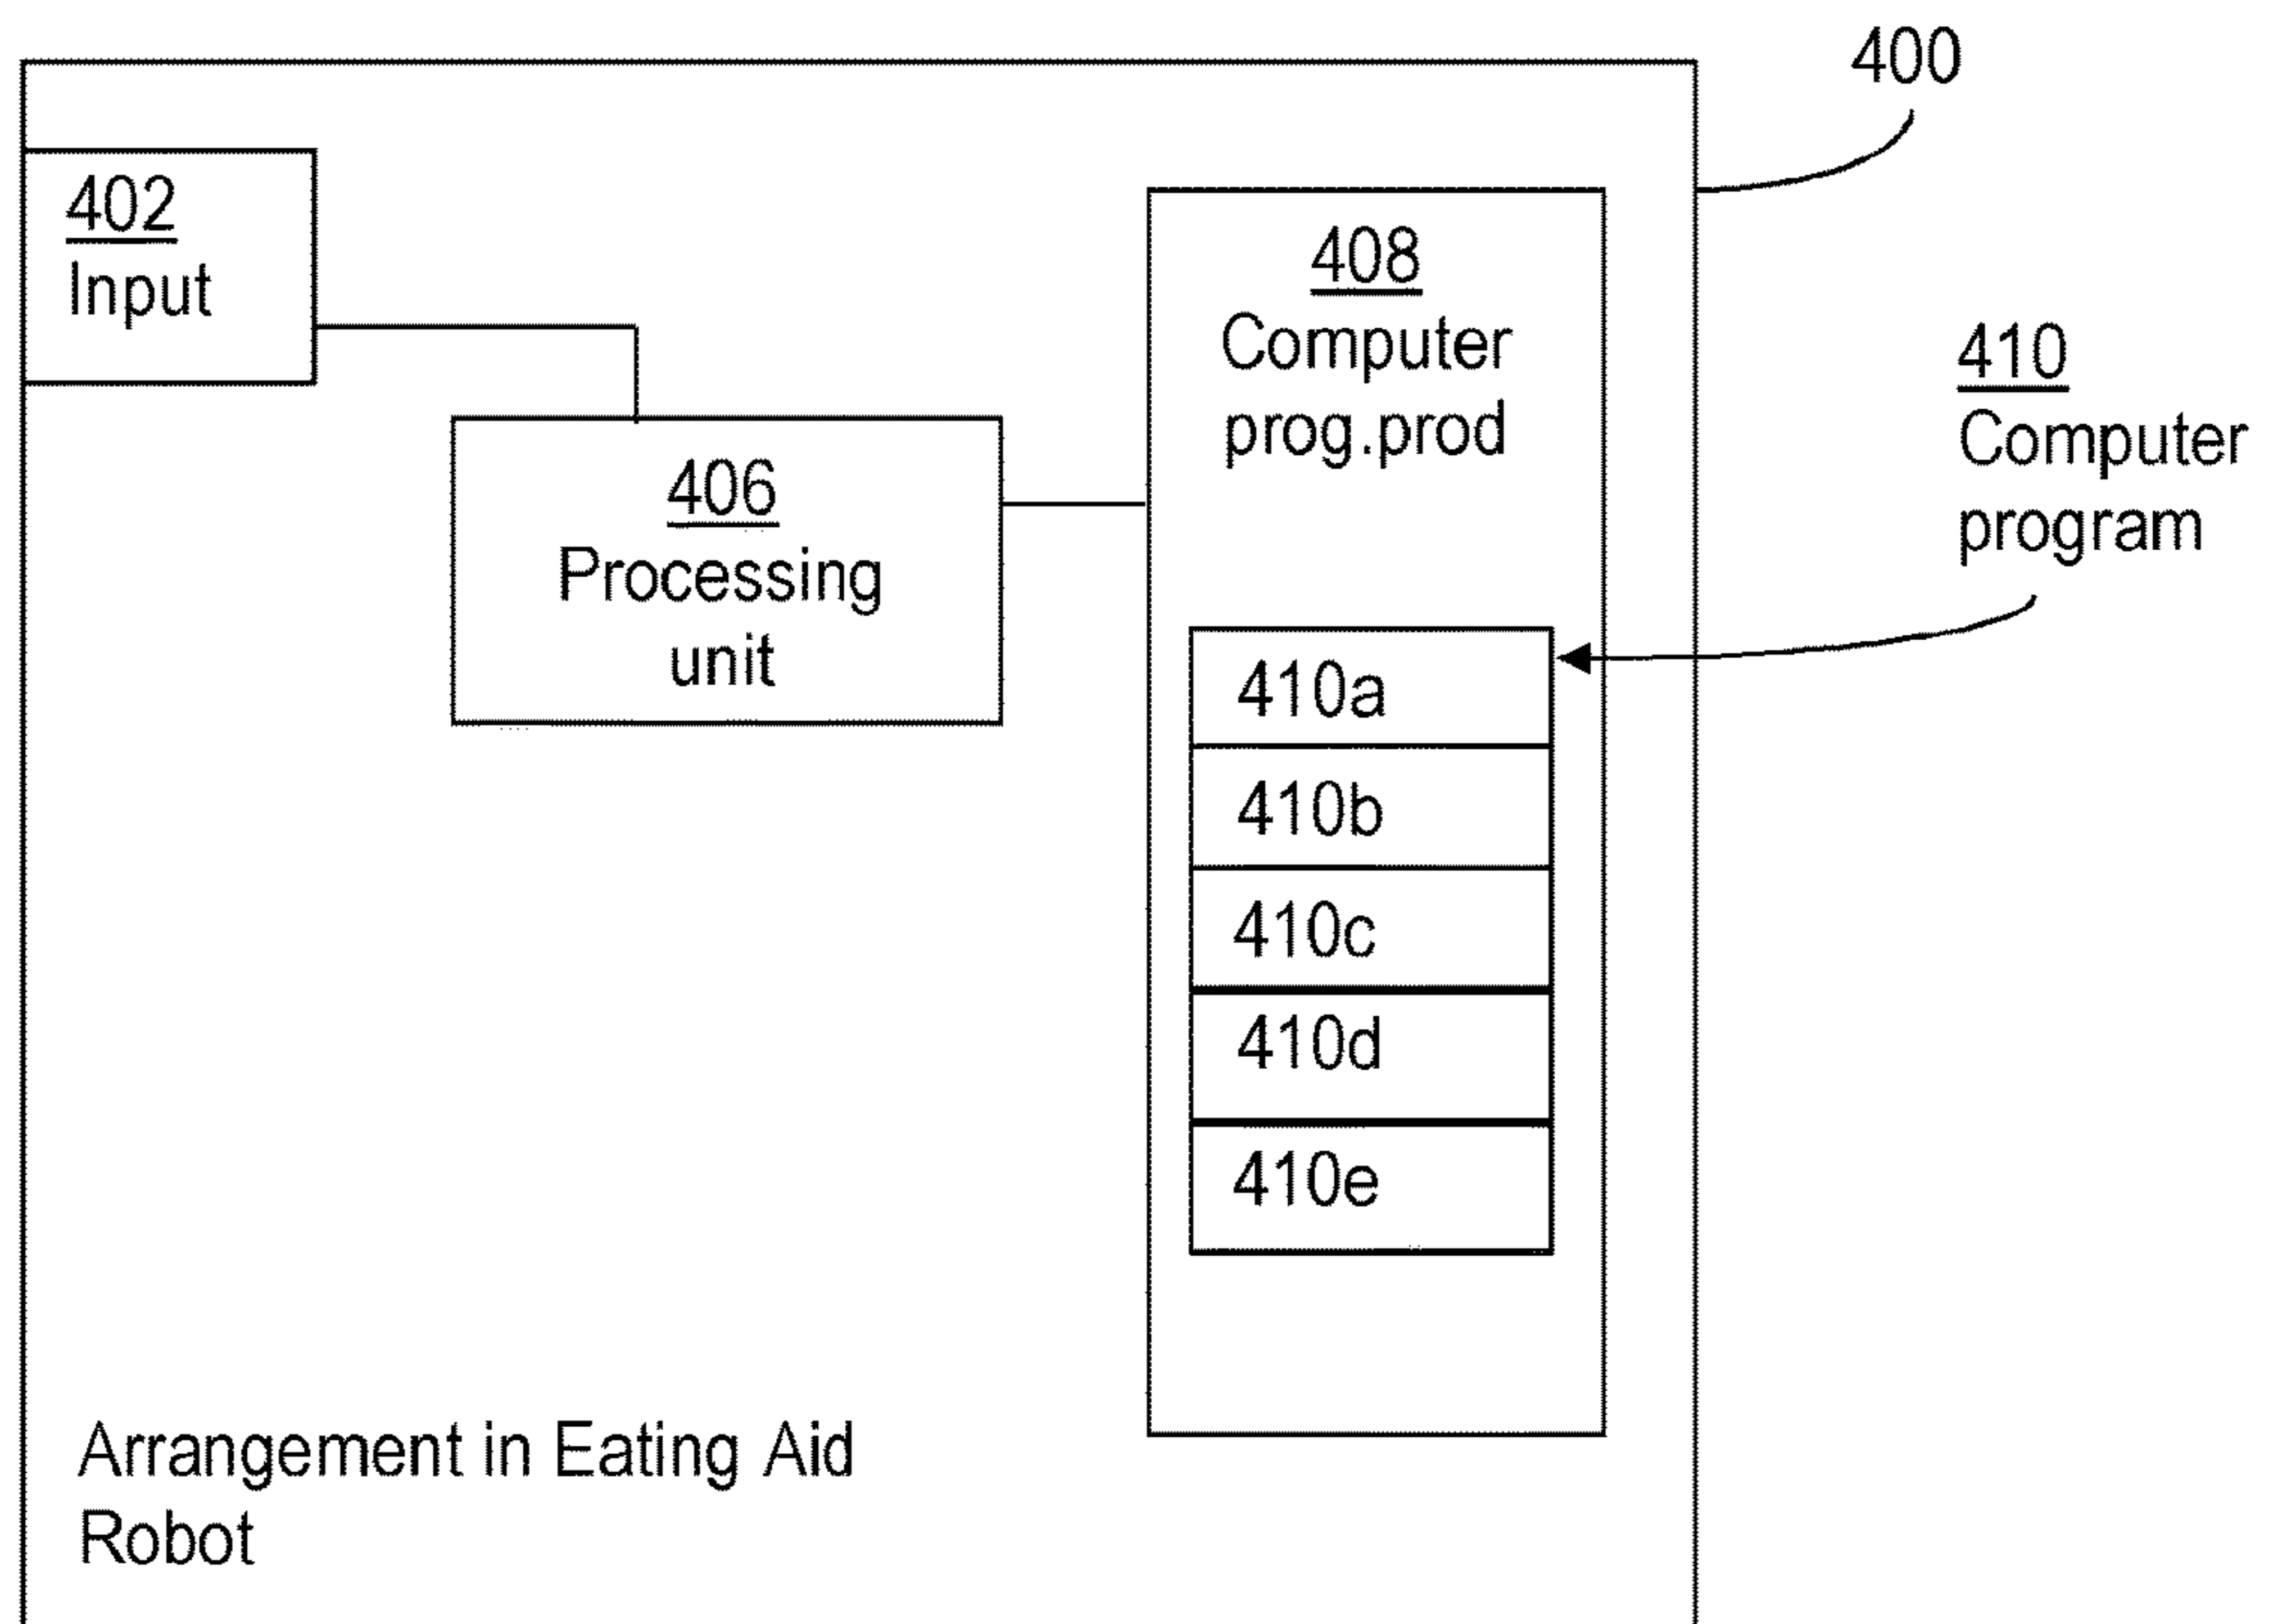 400
402
Input
408
Computer
prog.prod
410
Computer
program
406
Processing
unit
410a
410b
410c
410d
410e
Arrangement in Eating Aid
Robot